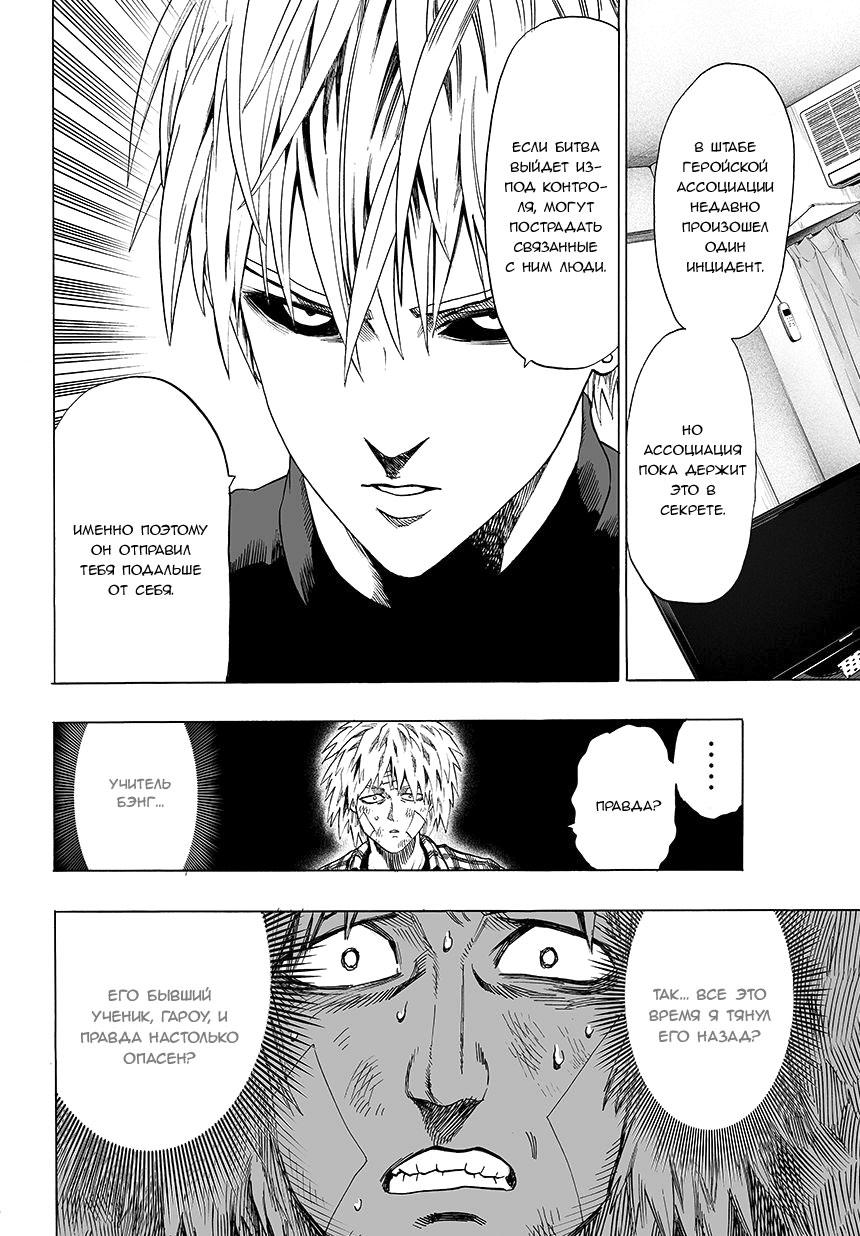 В ШТАБЕ
ГЕРОЙСКОЙ
АССОЦИАЦИИ
НЕДАВНО
ПРОИЗОШЕЛ
ОДИН
ИНЦИДЕНТ.
НО
АССОЦИАЦИЯ
ПОКА ДЕРЖИТ
ЭТО В
СЕКРЕТЕ.
ЕСЛИ БИТВА
ВЫЙДЕТ ИЗ-
ПОД КОНТРО-
ЛЯ, МОГУТ
ПОСТРАДАТЬ
СВЯЗАННЫЕ
С НИМ ЛЮДИ.
ИМЕННО ПОЭТОМУ
ОН ОТПРАВИЛ
ТЕБЯ ПОДАЛЬШЕ
ОТ СЕБЯ.
....
ПРАВДА?
УЧИТЕЛЬ
БЭНГ...
ТАК... ВСЕ ЭТО
ВРЕМЯ Я ТЯНУЛ
ЕГО НАЗАД?
ЕГО БЫВШИЙ
УЧЕНИК, ГАРОУ, И
ПРАВДА НАСТОЛЬКО
ОПАСЕН?